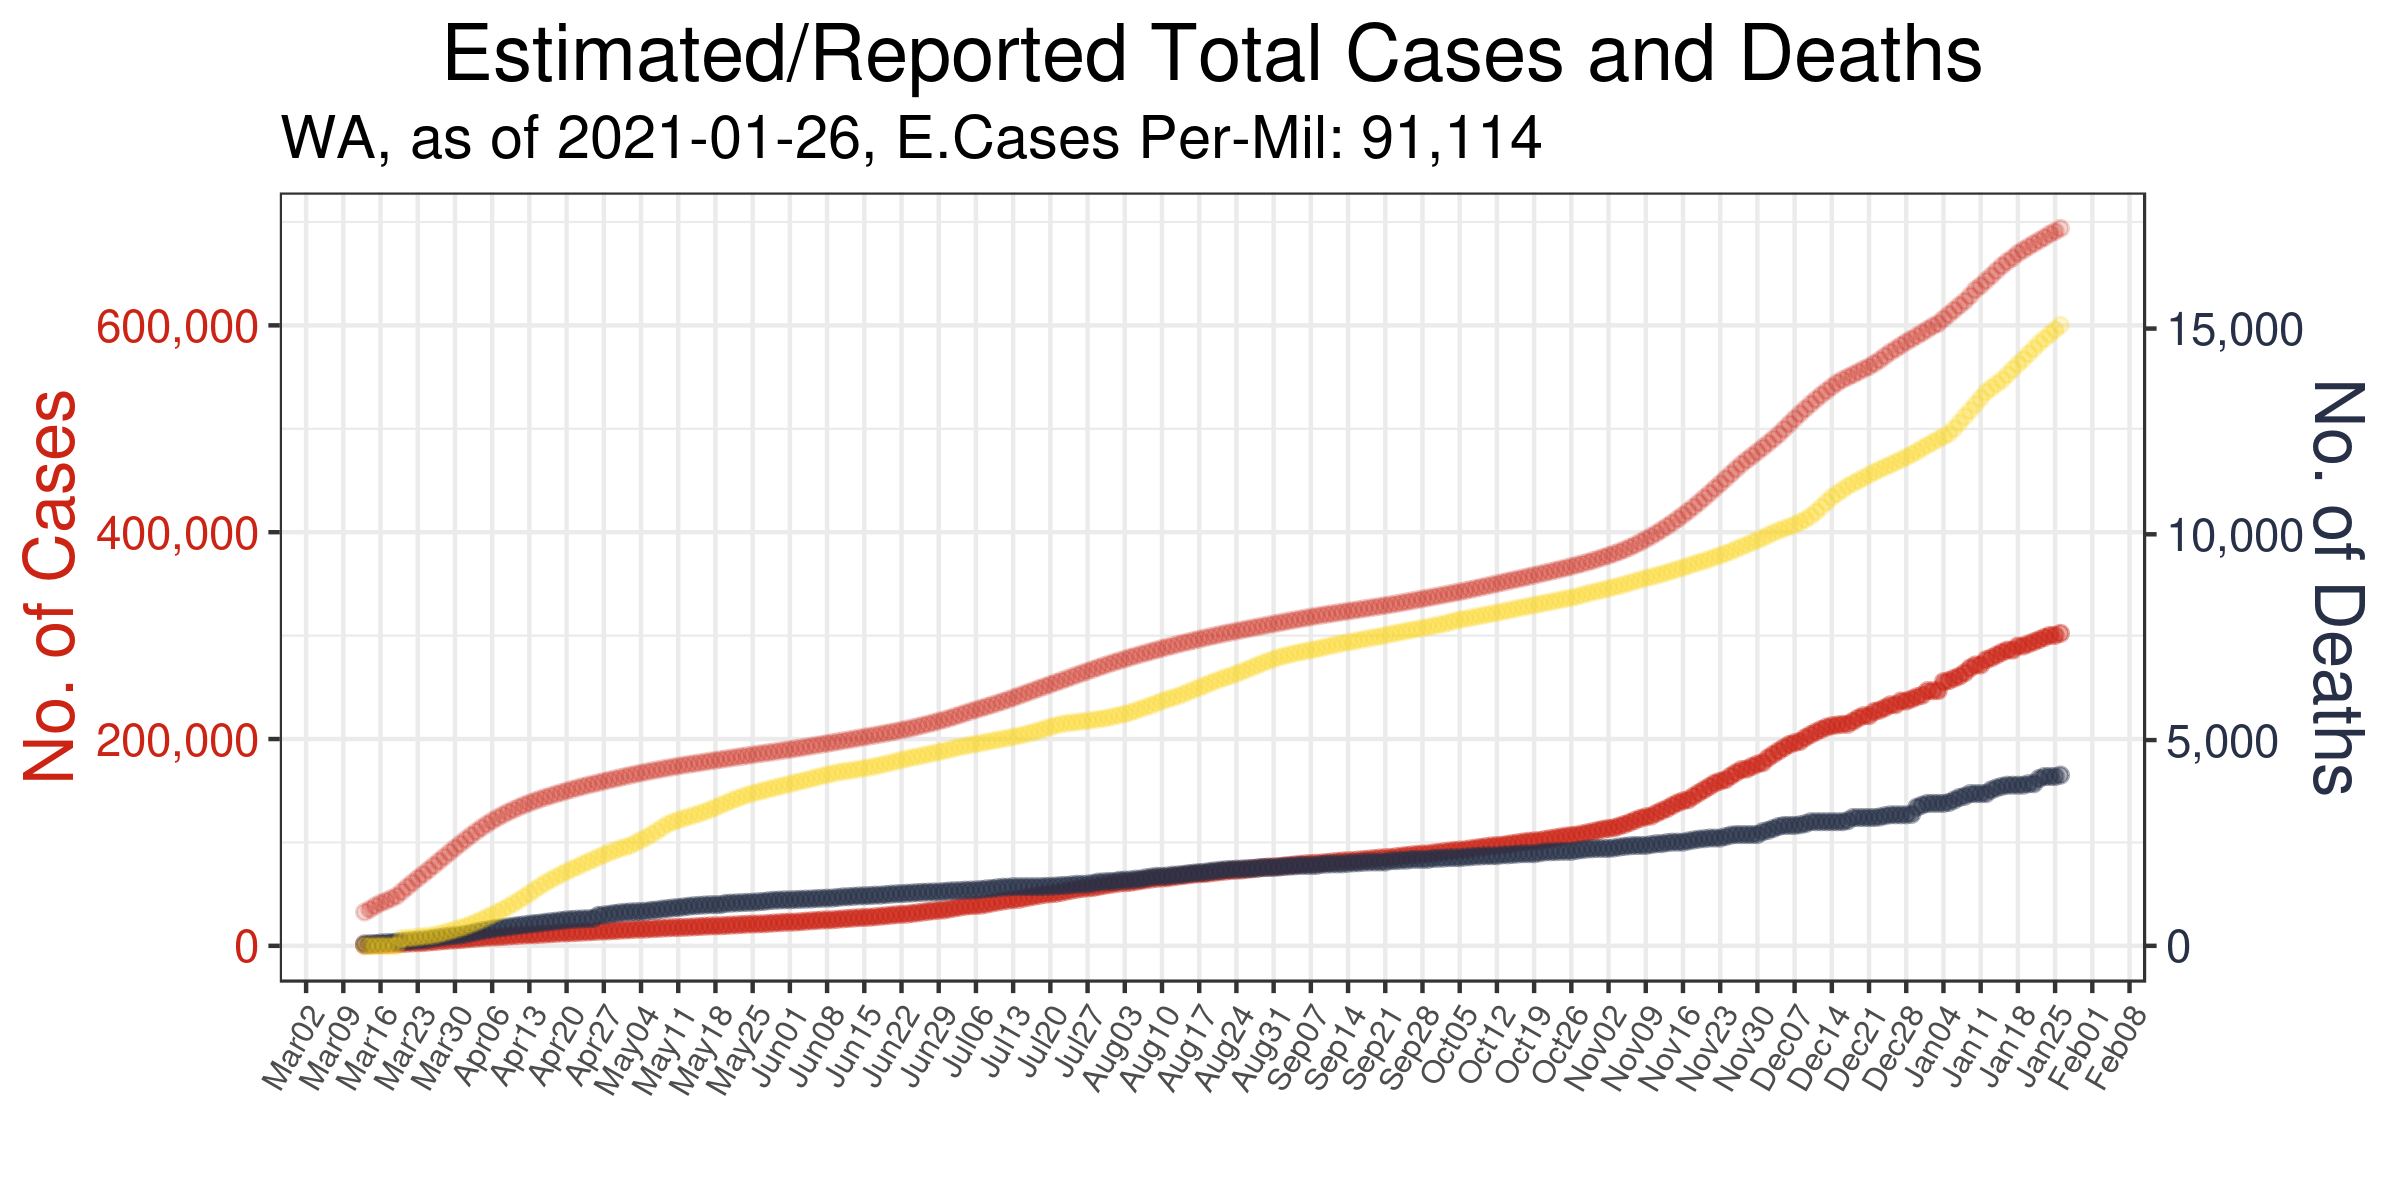 Estimated/Reported Total Cases and Deaths
WA, as of 2021-01-26, E.Cases Per-Mil: 91,114
No. of Cases
600,000
400,000
200,000
0
15,000
10,000
5,000
0
No. of Deaths
Mar02
Mar09
Mar16
Mar23
Mar30
Apr06
Apr13
Apr20
Apr27
May04
May11
May18
May25
Jun01
Jun08
Jun15
Jun22
Jun29
Jul06
Jul13
Jul20
Jul27
Aug03
Aug10
Aug17
Aug24
Aug31
Sep07
Sep14
Sep21
Sep28
Oct05
Oct12
Oct19
Oct26
Nov02
Nov09
Nov16
Nov23
Nov30
Dec07
Dec14
Dec21
Dec28
Jan04
Jan11
Jan18
Jan25
Feb01
Feb08